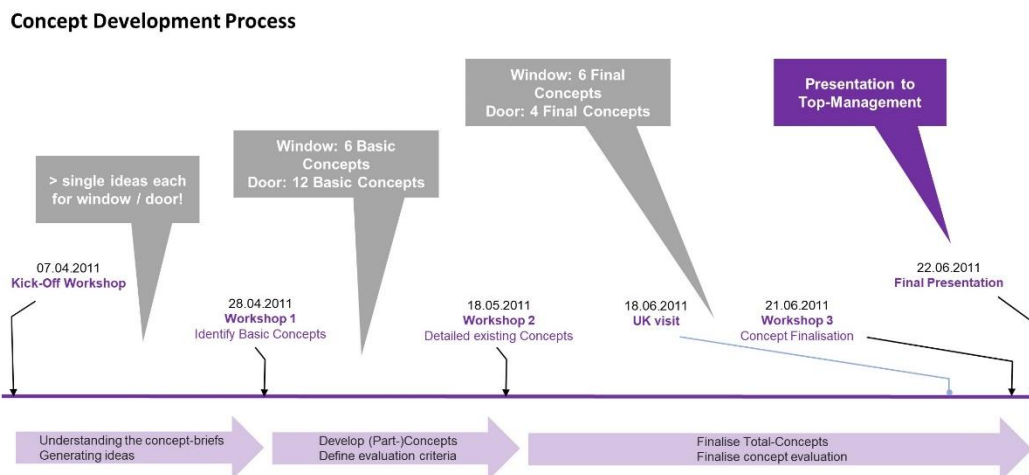 Concept Development Process
Window: 6 Final
Concepts
Door: 4 Final Concepts
Presentation to
Top-Management
Window: 6 Basic
Concepts
Door: 12 Basic Concepts
> single ideas each
for window / door!
07.04.2011
Kick-Off Workshop
28.04.2011
Workshop 1
Identify Basic Concepts
18.05.2011
Workshop 2
Detailed existing Concepts
18.06.2011
UK visit
21.06.2011
Workshop 3
Concept Finalisation
22.06.2011
Final Presentation
Understanding the concept-briefs
Generating ideas
Develop (Part-)Concepts
Define evaluation criteria
Finalise Total-Concepts
Finalise concept evaluation